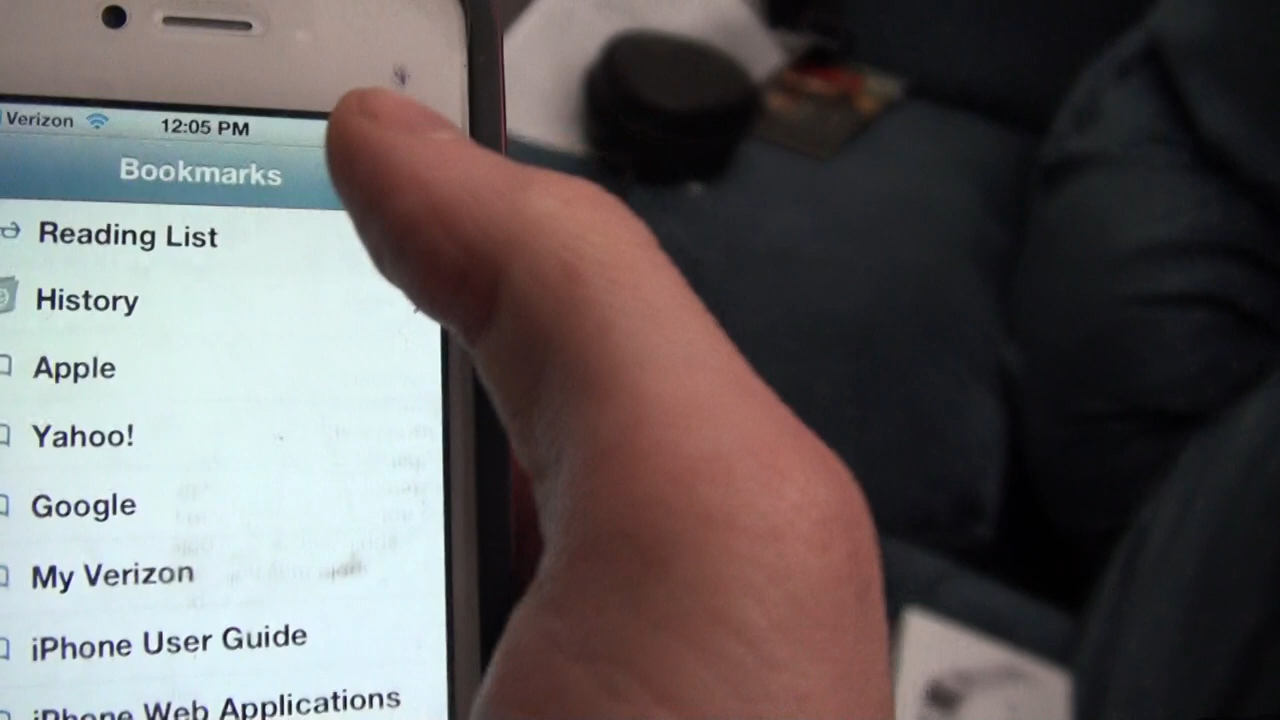 Verizon 12:05 PM
Bookmarks
Reading List
History
Apple
Yahoo!
Google
My Verizon
iPhone User Guide
iPhone Web Applications